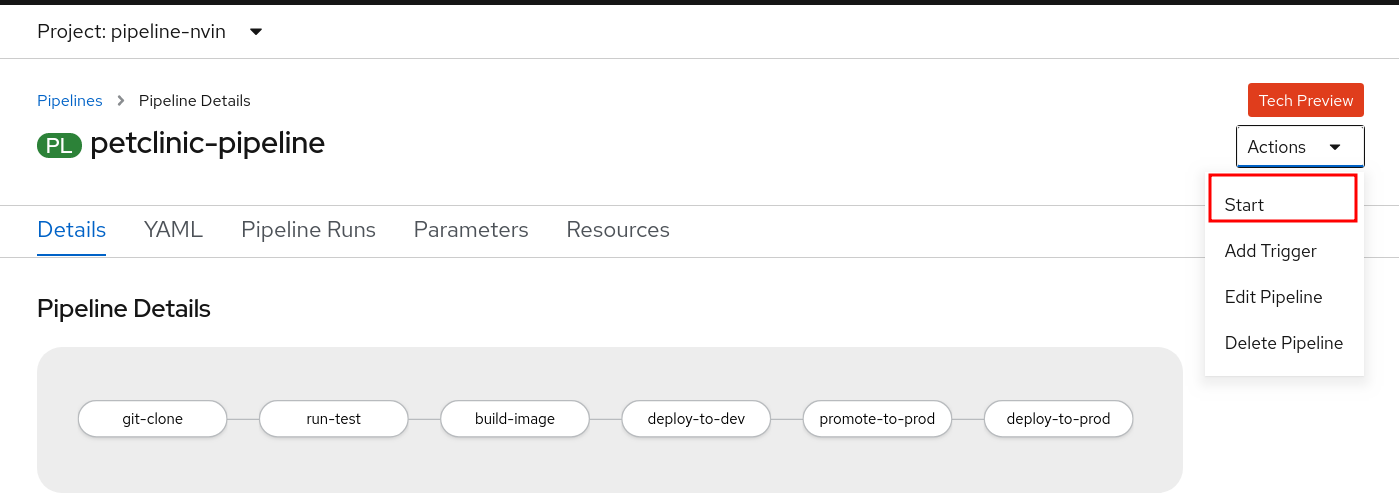 Project: pipeline-nvin
Pipelines > Pipeline Details
Tech Preview
PL petclinic-pipeline
Actions
Start
Add Trigger
Edit Pipeline
Delete Pipeline
Details YAML Pipeline Runs Parameters Resources
Pipeline Details
git-clone run-test build-image deploy-to-dev promote-to-prod deploy-to-prod